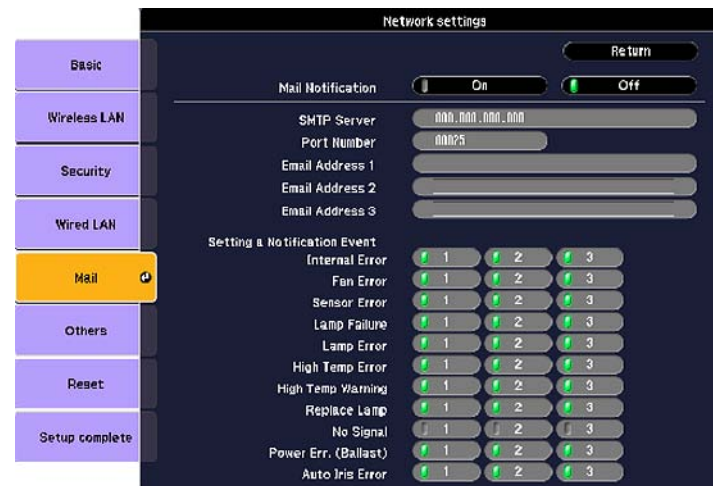 Network settings
Return
Basic
Wireless LAN
Security
Wired LAN
Mail
Others
Reset
Setup complete
Mail Notification On Off
SMTP Server 000.000.000.000
Port Number 00025
Email Address 1
Email Address 2
Email Address 3
Setting a Notification Event
Internal Error 1 2 3
Fan Error 1 2 3
Sensor Error 1 2 3
Lamp Failure 1 2 3
Lamp Error 1 2 3
High Temp Error 1 2 3
High Temp Warning 1 2 3
Replace Lamp 1 2 3
No Signal 1 2 3
Power Err. (Ballast) 1 2 3
Auto Iris Error 1 2 3